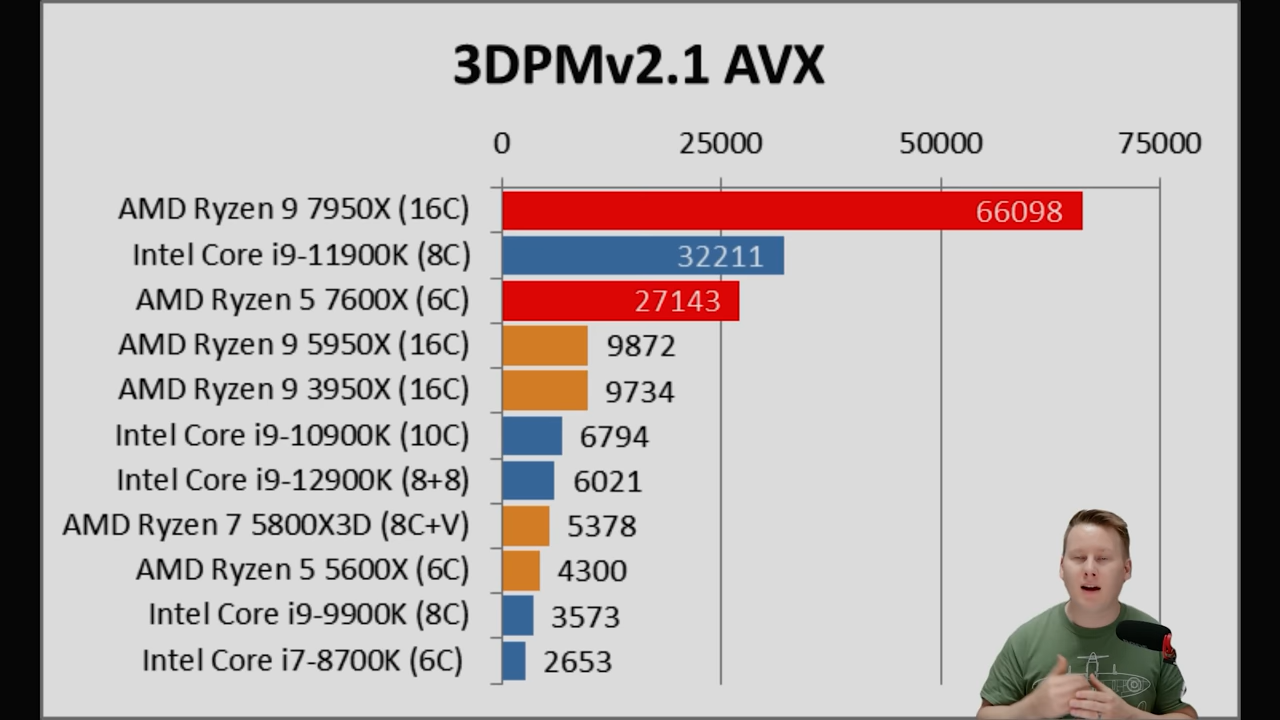 3DPMv2.1 AVX
0 25000 50000 75000
AMD Ryzen 9 7950X (16C) 66098
Intel Core i9-11900K (8C) 32211
AMD Ryzen 5 7600X (6C) 27143
AMD Ryzen 9 5950X (16C) 9872
AMD Ryzen 9 3950X (16C) 9734
Intel Core i9-10900K (10C) 6794
Intel Core i9-12900K (8+8) 6021
AMD Ryzen 7 5800X3D (8C+V) 5378
AMD Ryzen 5 5600X (6C) 4300
Intel Core i9-9900K (8C) 3573
Intel Core i7-8700K (6C) 2653